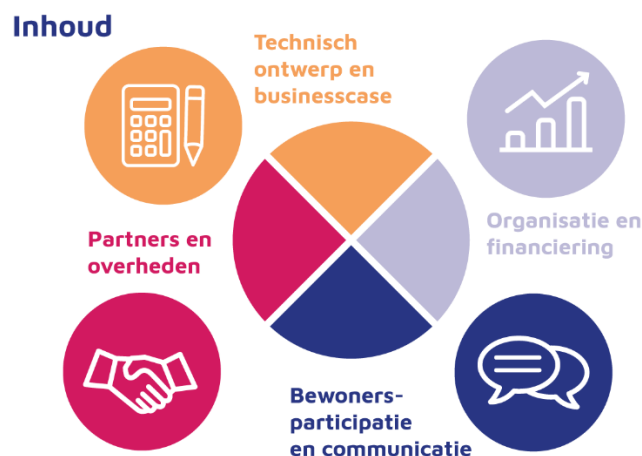 Inhoud
Technisch
ontwerp en
businesscase
Organisatie en
financiering
Partners en
overheden
Bewoners-
participatie
en communicatie